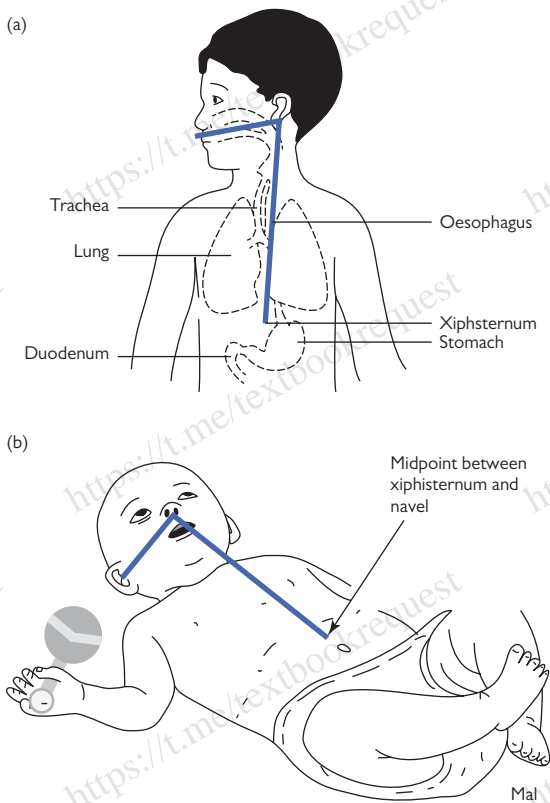 (a)
Trachea
Lung
Duodenum
Oesophagus
Xiphsternum
Stomach
(b)
Midpoint between
xiphisternum and
navel
Mal
https://t.me/textbookrequest
https://t.me/textbookrequest
https://t.me/textbookrequest
https://t.me/textbookrequest